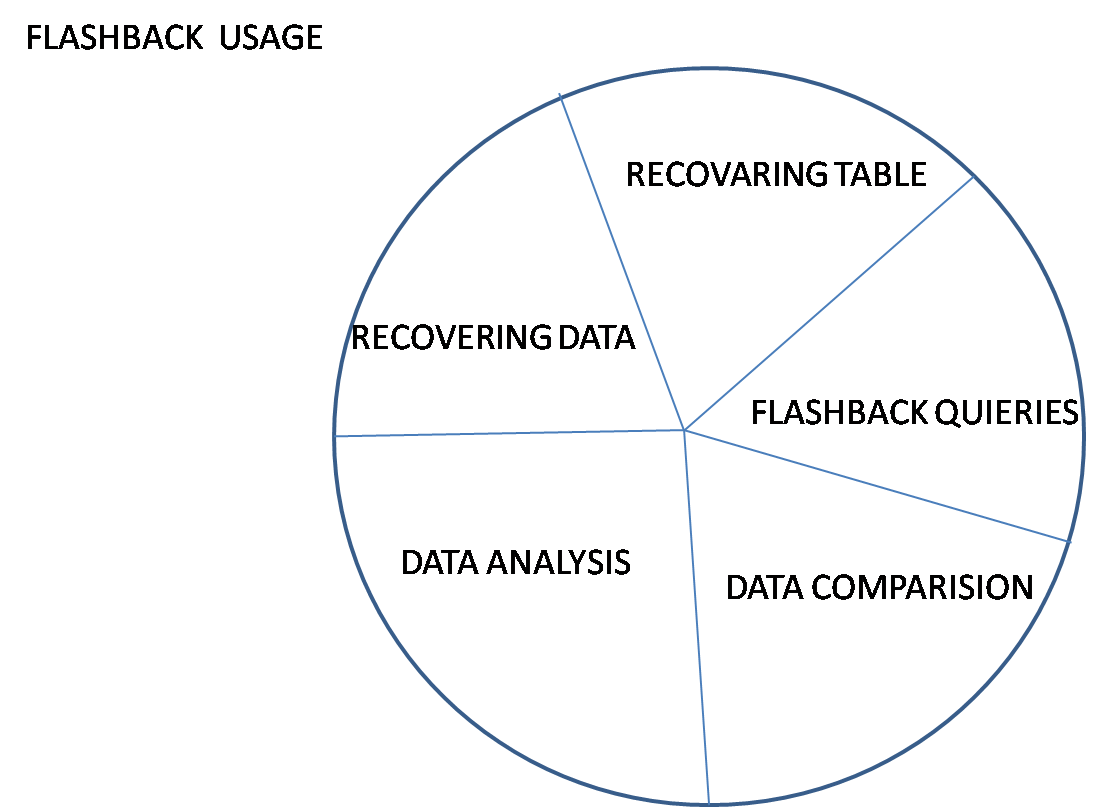 FLASHBACK USAGE
RECOVARING TABLE
RECOVERING DATA
FLASHBACK QUIERIES
DATA ANALYSIS
DATA COMPARISION